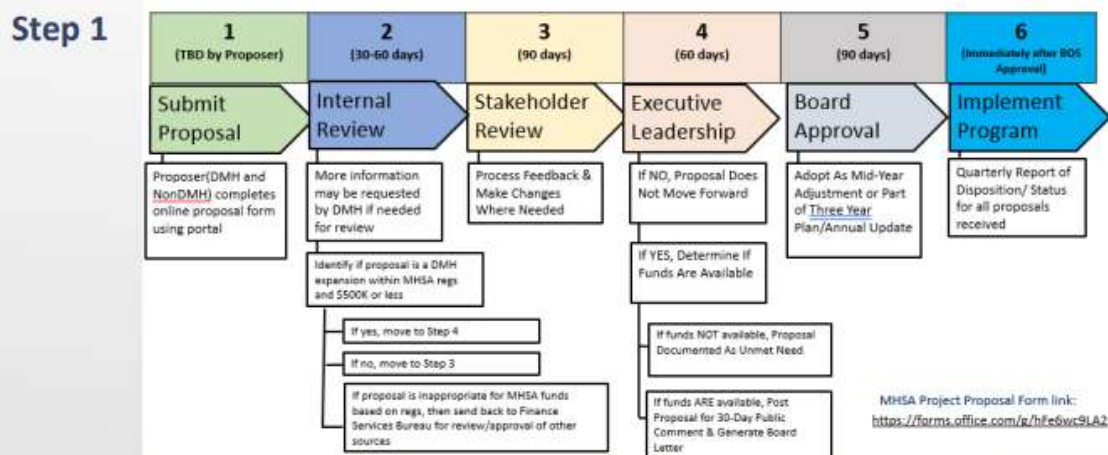 Step 1
1
(TBD by Proposer)
2
(30-60 days)
3
(90 days)
4
(60 days)
5
(90 days)
6
(Immediately after BOS
Approval)
Submit
Proposal
Internal
Review
Stakeholder
Review
Executive
Leadership
Board
Approval
Implement
Program
Proposer(DMH and
NonDMH) completes
online proposal form
using portal
More information
may be requested
by DMH if needed
for review
Identify if proposal is a DMH
expansion within MHSA regs
and $500K or less
If yes, move to Step 4
If no, move to Step 3
If proposal is inappropriate for MHSA funds
based on regs, then send back to Finance
Services Bureau for review/approval of other
sources
Process Feedback &
Make Changes
Where Needed
If NO, Proposal Does
Not Move Forward
If YES, Determine If
Funds Are Available
If funds NOT available, Proposal
Documented As Unmet Need
If funds ARE available, Post
Proposal for 30-Day Public
Comment & Generate Board
Letter
Adopt As Mid-Year
Adjustment or Part
of Three Year
Plan/Annual Update
Quarterly Report of
Disposition/ Status
for all proposals
received
MHSA Project Proposal Form link:
https://forms.office.com/g/hFe6wc9LA2